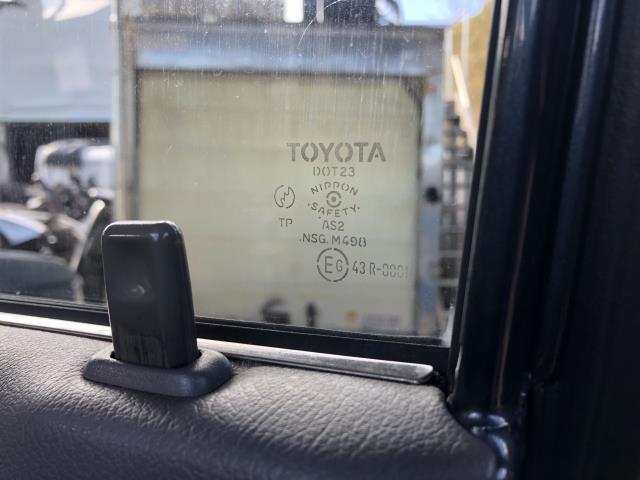 TOYOTA
DOT23
NIPPON
SAFETY
TP AS2
.NSG.M498
E6 43R-0001